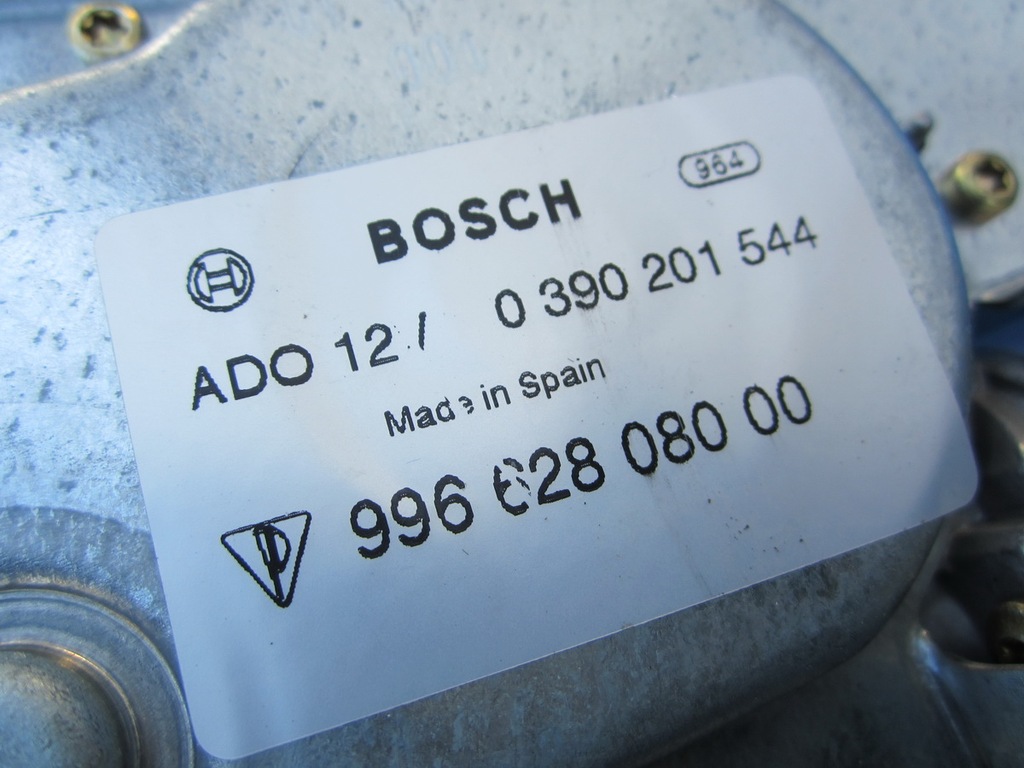 964
BOSCH
ADO 12 / 0 390 201 544
Made in Spain
996 628 080 00